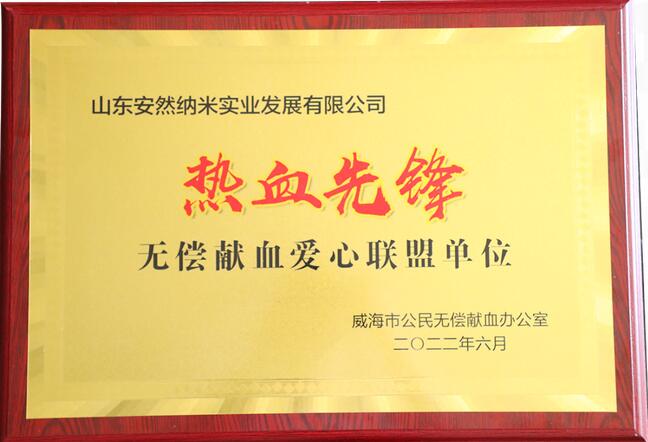 山东安然纳米实业发展有限公司
热血先锋
无偿献血爱心联盟单位
威海市公民无偿献血办公室
二〇二二年六月